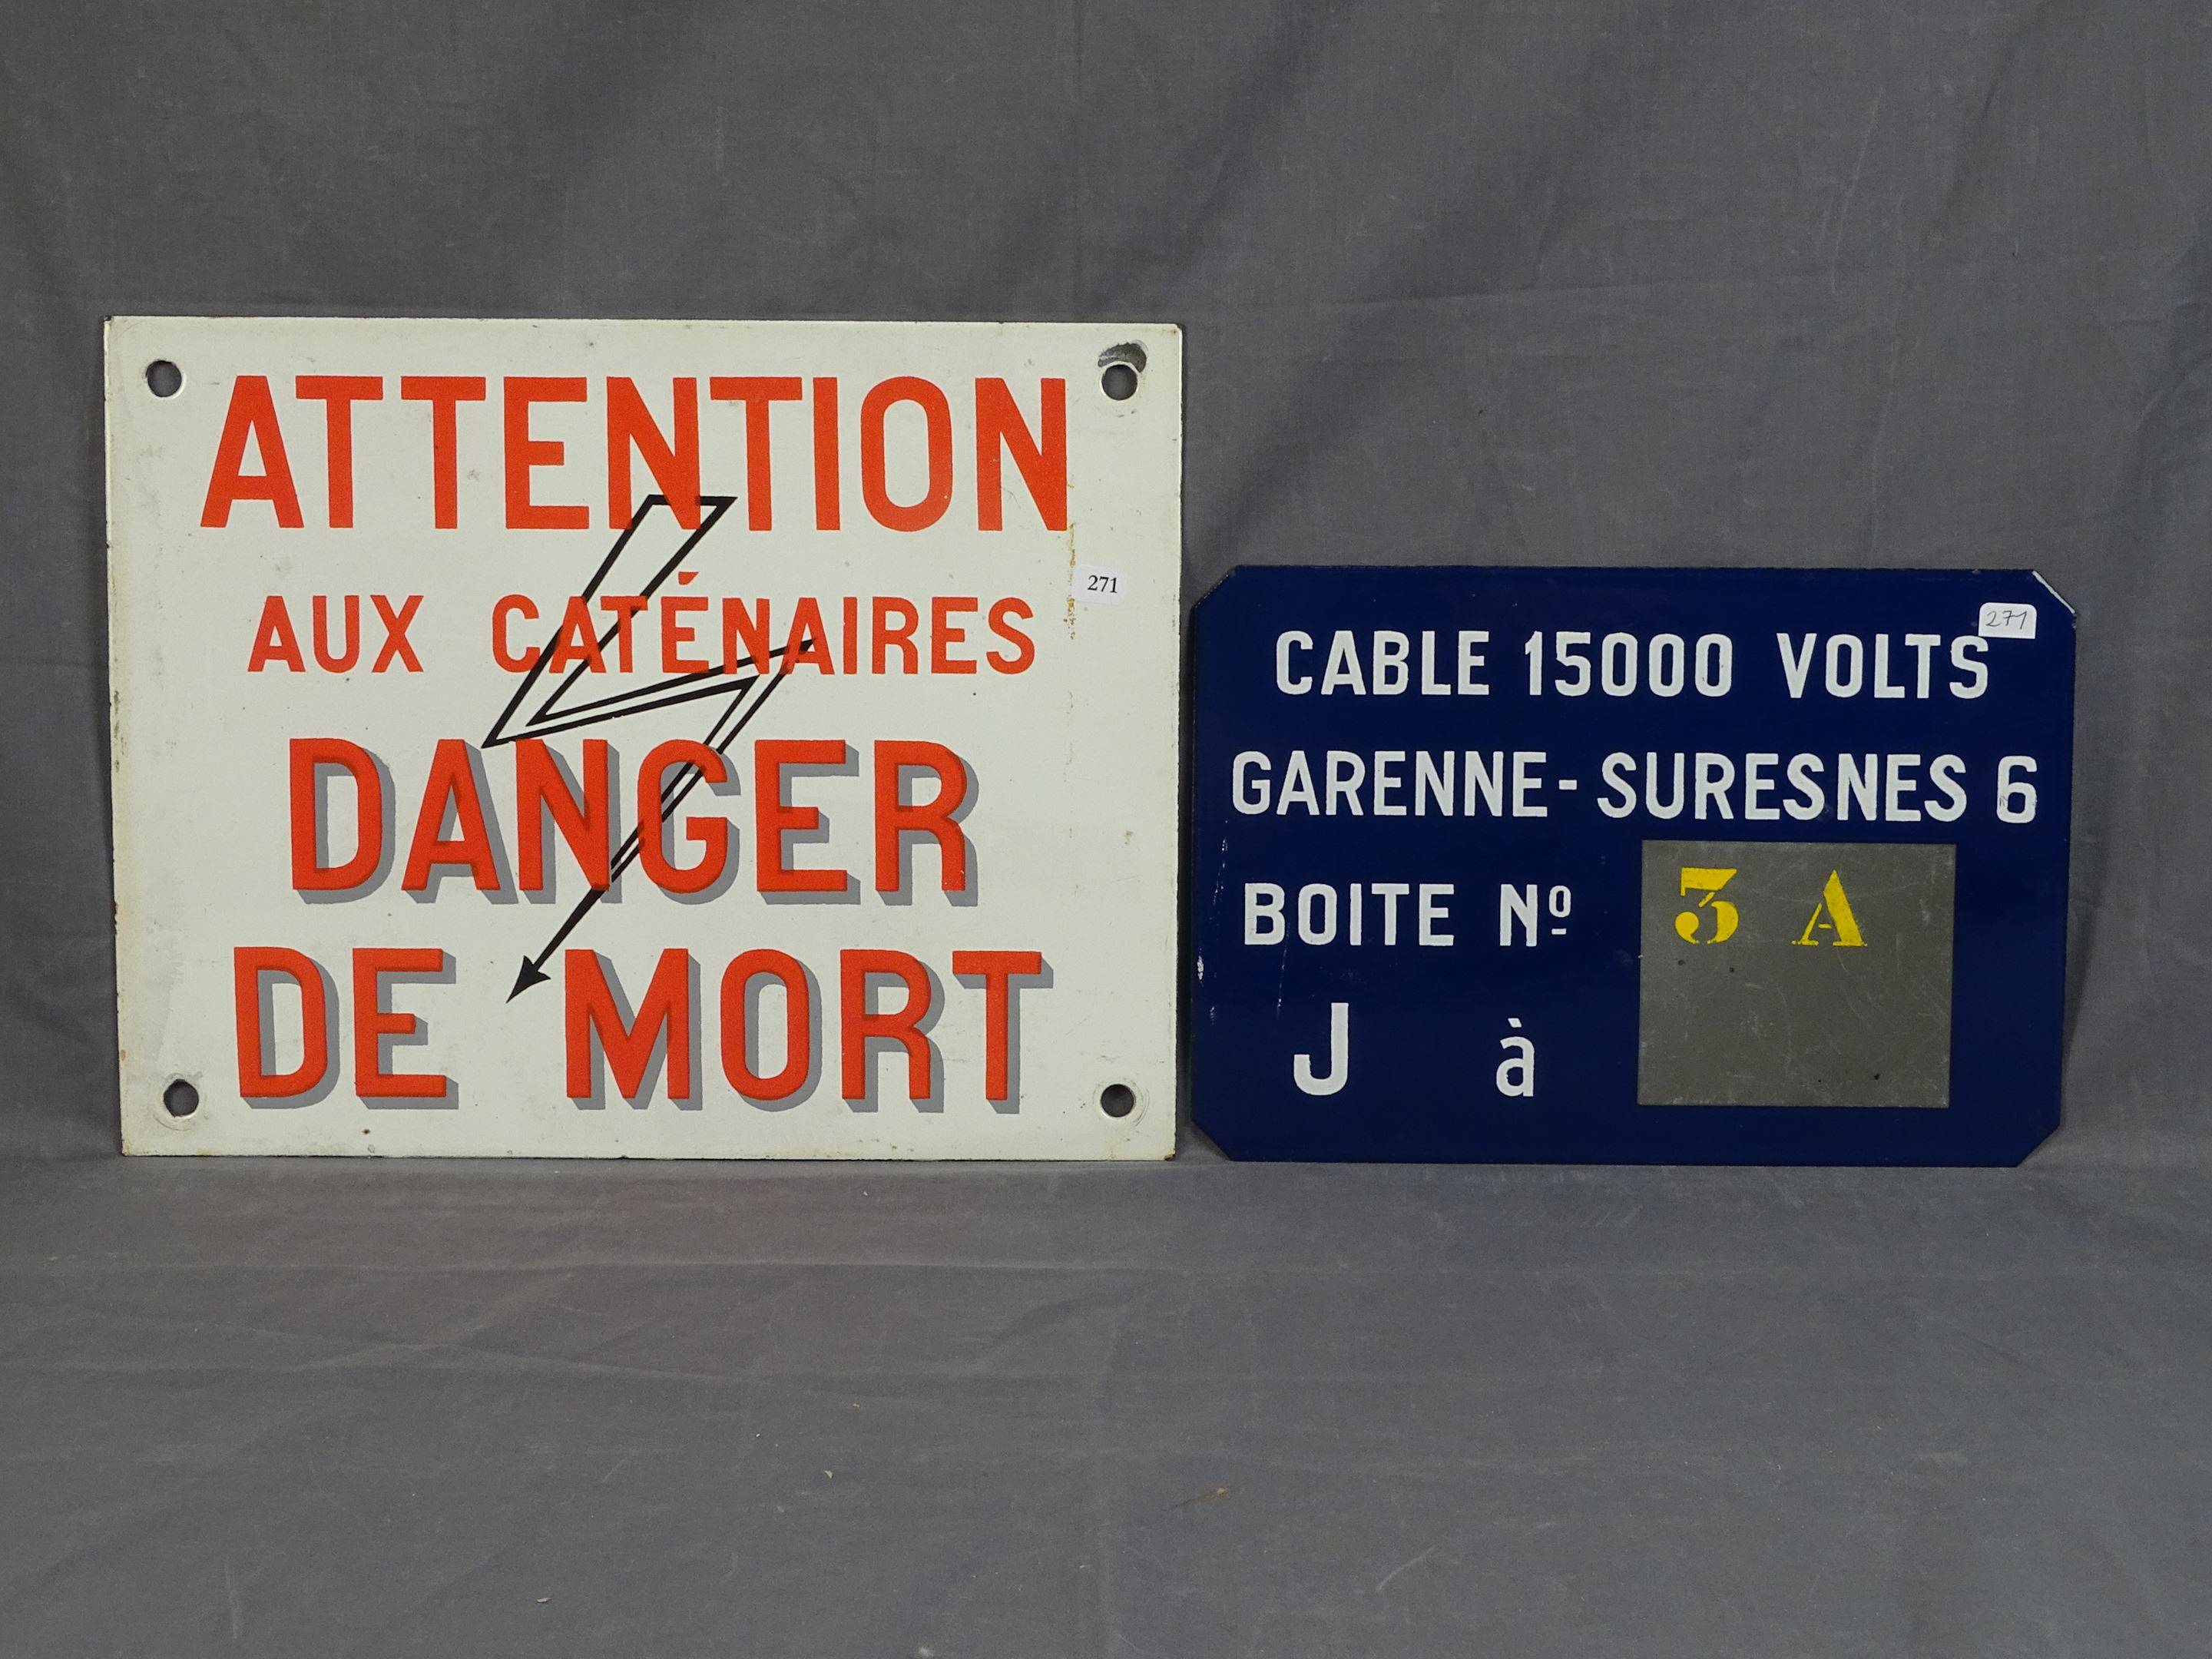 ATTENTION
AUX CATÉNAIRES
DANGER
DE MORT
271
271
CABLE 15000 VOLTS
GARENNE-SURESNES 6
BOITE Nº 3 A
J à